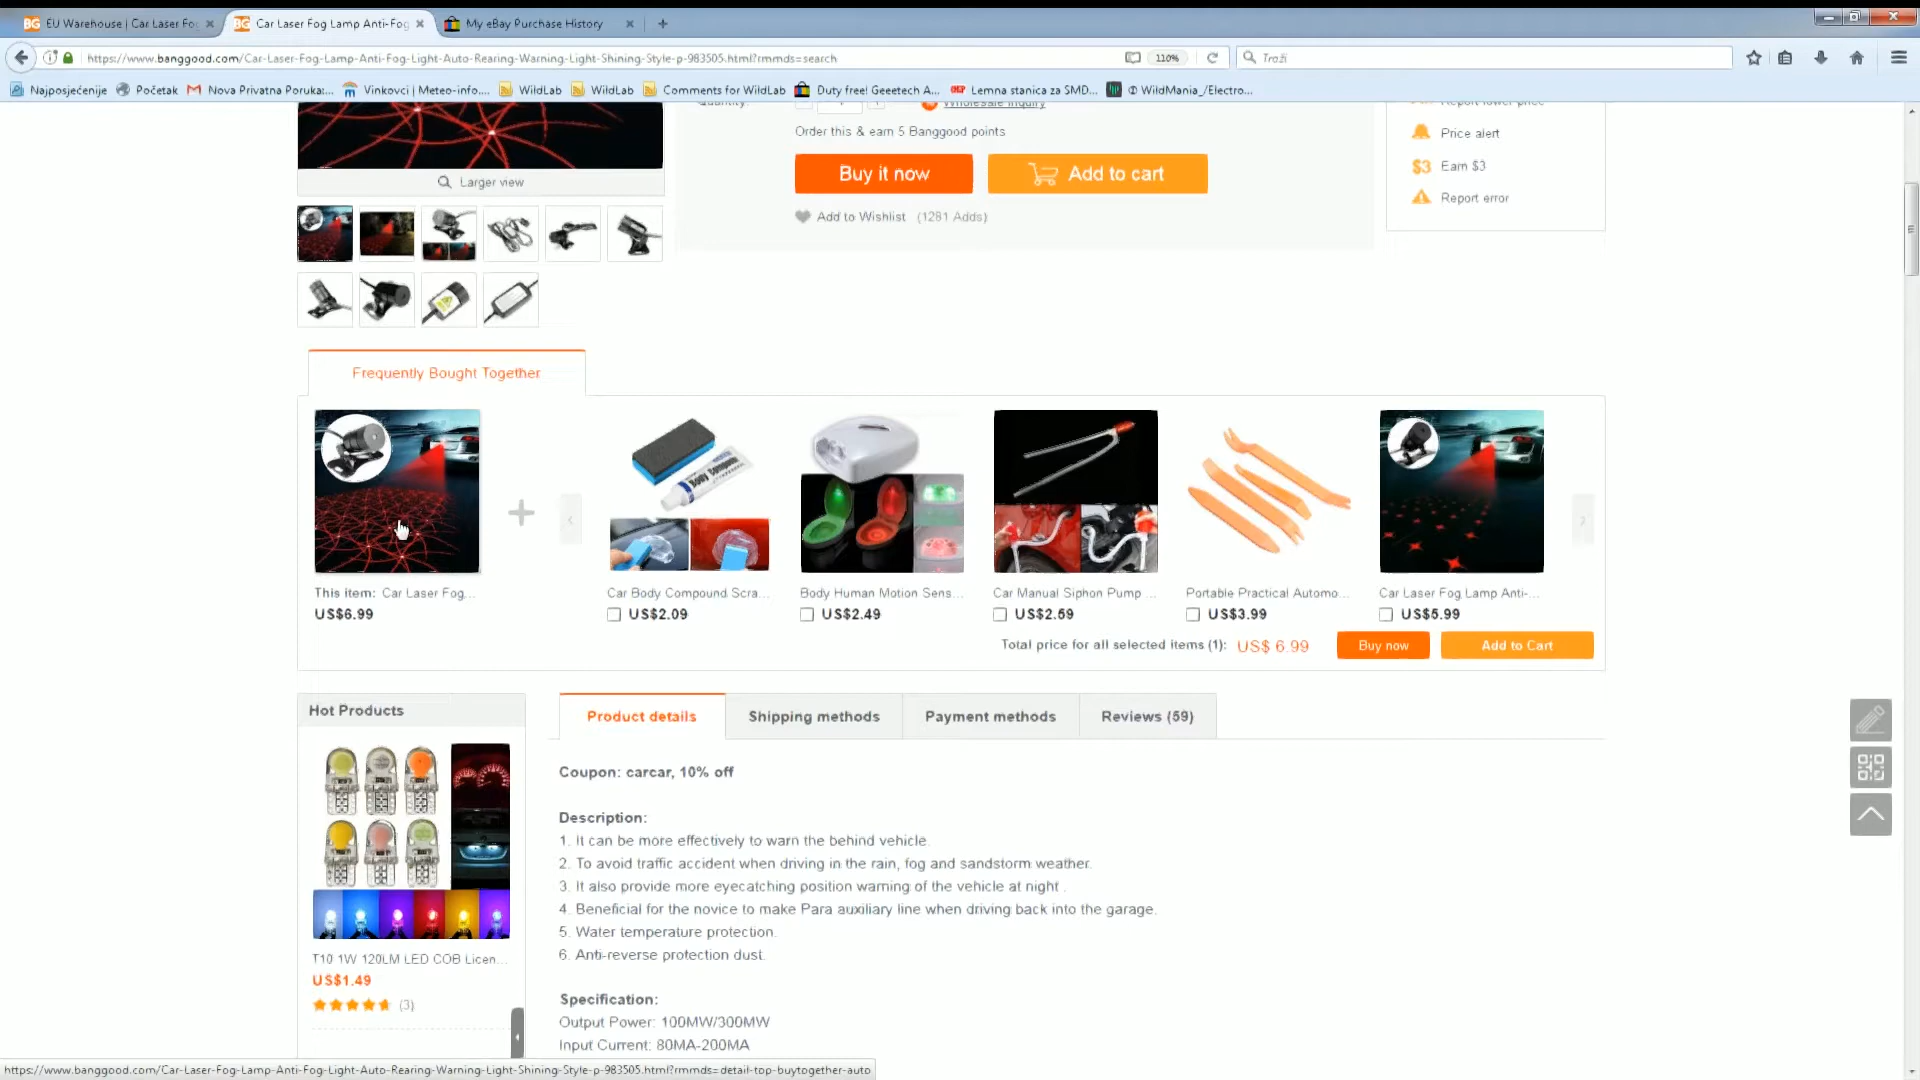 EU Warehouse | Car Laser Fo
Car Laser Fog Lamp Anti-Fog
My eBay Purchase History
https://www.banggood.com/Car-Laser-Fog-Lamp-Anti-Fog-Light-Auto-Rearing-Warning-Light-Shining-Style-p-983505.html?rmmds=search
110%
Traži
Najposjećenije
Početak
Nova Privatna Poruka:...
Vinkovci | Meteo-info....
WildLab
WildLab
Comments for WildLab
Duty free! Geeetech A...
Lemna stanica za SMD...
WildMania_/Electro...
Quantity:
Wholesale Inquiry
Report lower price
Order this & earn 5 Banggood points
Price alert
Buy it now
Add to cart
$3 Earn $3
Larger view
Report error
Add to Wishlist (1281 Adds)
Frequently Bought Together
This item: Car Laser Fog...
US$6.99
Car Body Compound Scra...
US$2.09
Body Human Motion Sens...
US$2.49
Car Manual Siphon Pump ...
US$2.59
Portable Practical Automo...
US$3.99
Car Laser Fog Lamp Anti-...
US$5.99
Total price for all selected items (1): US$ 6.99
Buy now
Add to Cart
Hot Products
Product details
Shipping methods
Payment methods
Reviews (59)
Coupon: carcar, 10% off
Description:
1. It can be more effectively to warn the behind vehicle.
2. To avoid traffic accident when driving in the rain, fog and sandstorm weather.
3. It also provide more eyecatching position warning of the vehicle at night .
4. Beneficial for the novice to make Para auxiliary line when driving back into the garage.
5. Water temperature protection.
6. Anti-reverse protection dust.
T10 1W 120LM LED COB Licen...
US$1.49
(3)
Specification:
Output Power: 100MW/300MW
Input Current: 80MA-200MA
https://www.banggood.com/Car-Laser-Fog-Lamp-Anti-Fog-Light-Auto-Rearing-Warning-Light-Shining-Style-p-983505.html?rmmds=detail-top-buytogether-auto